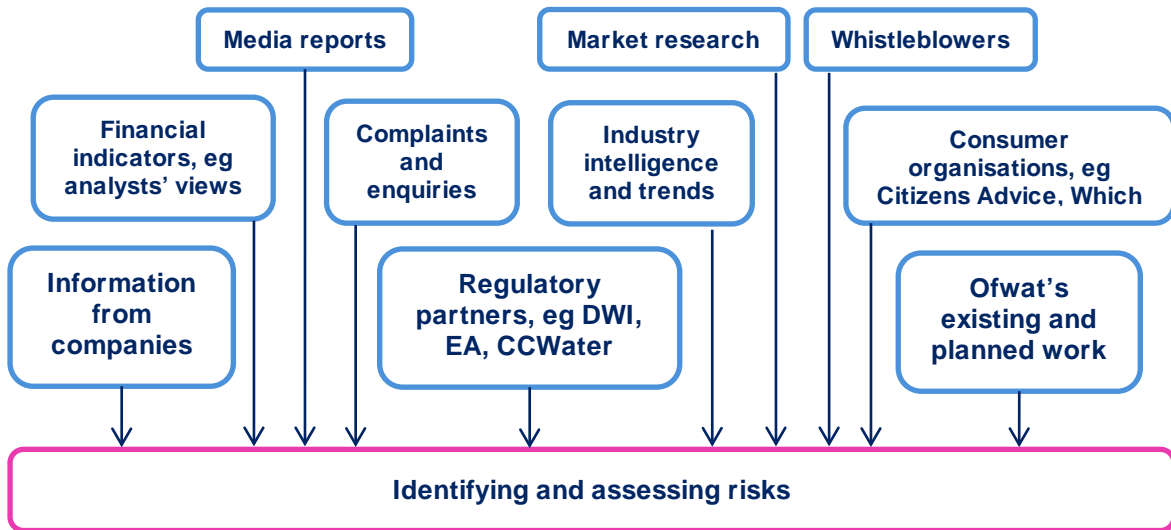 Media reports
Market research
Whistleblowers
Financial
indicators, eg
analysts’ views
Complaints
and
enquiries
Industry
intelligence
and trends
Consumer
organisations, eg
Citizens Advice, Which
Information
from
companies
Regulatory
partners, eg DWI,
EA, CCWater
Ofwat’s
existing and
planned work
Identifying and assessing risks